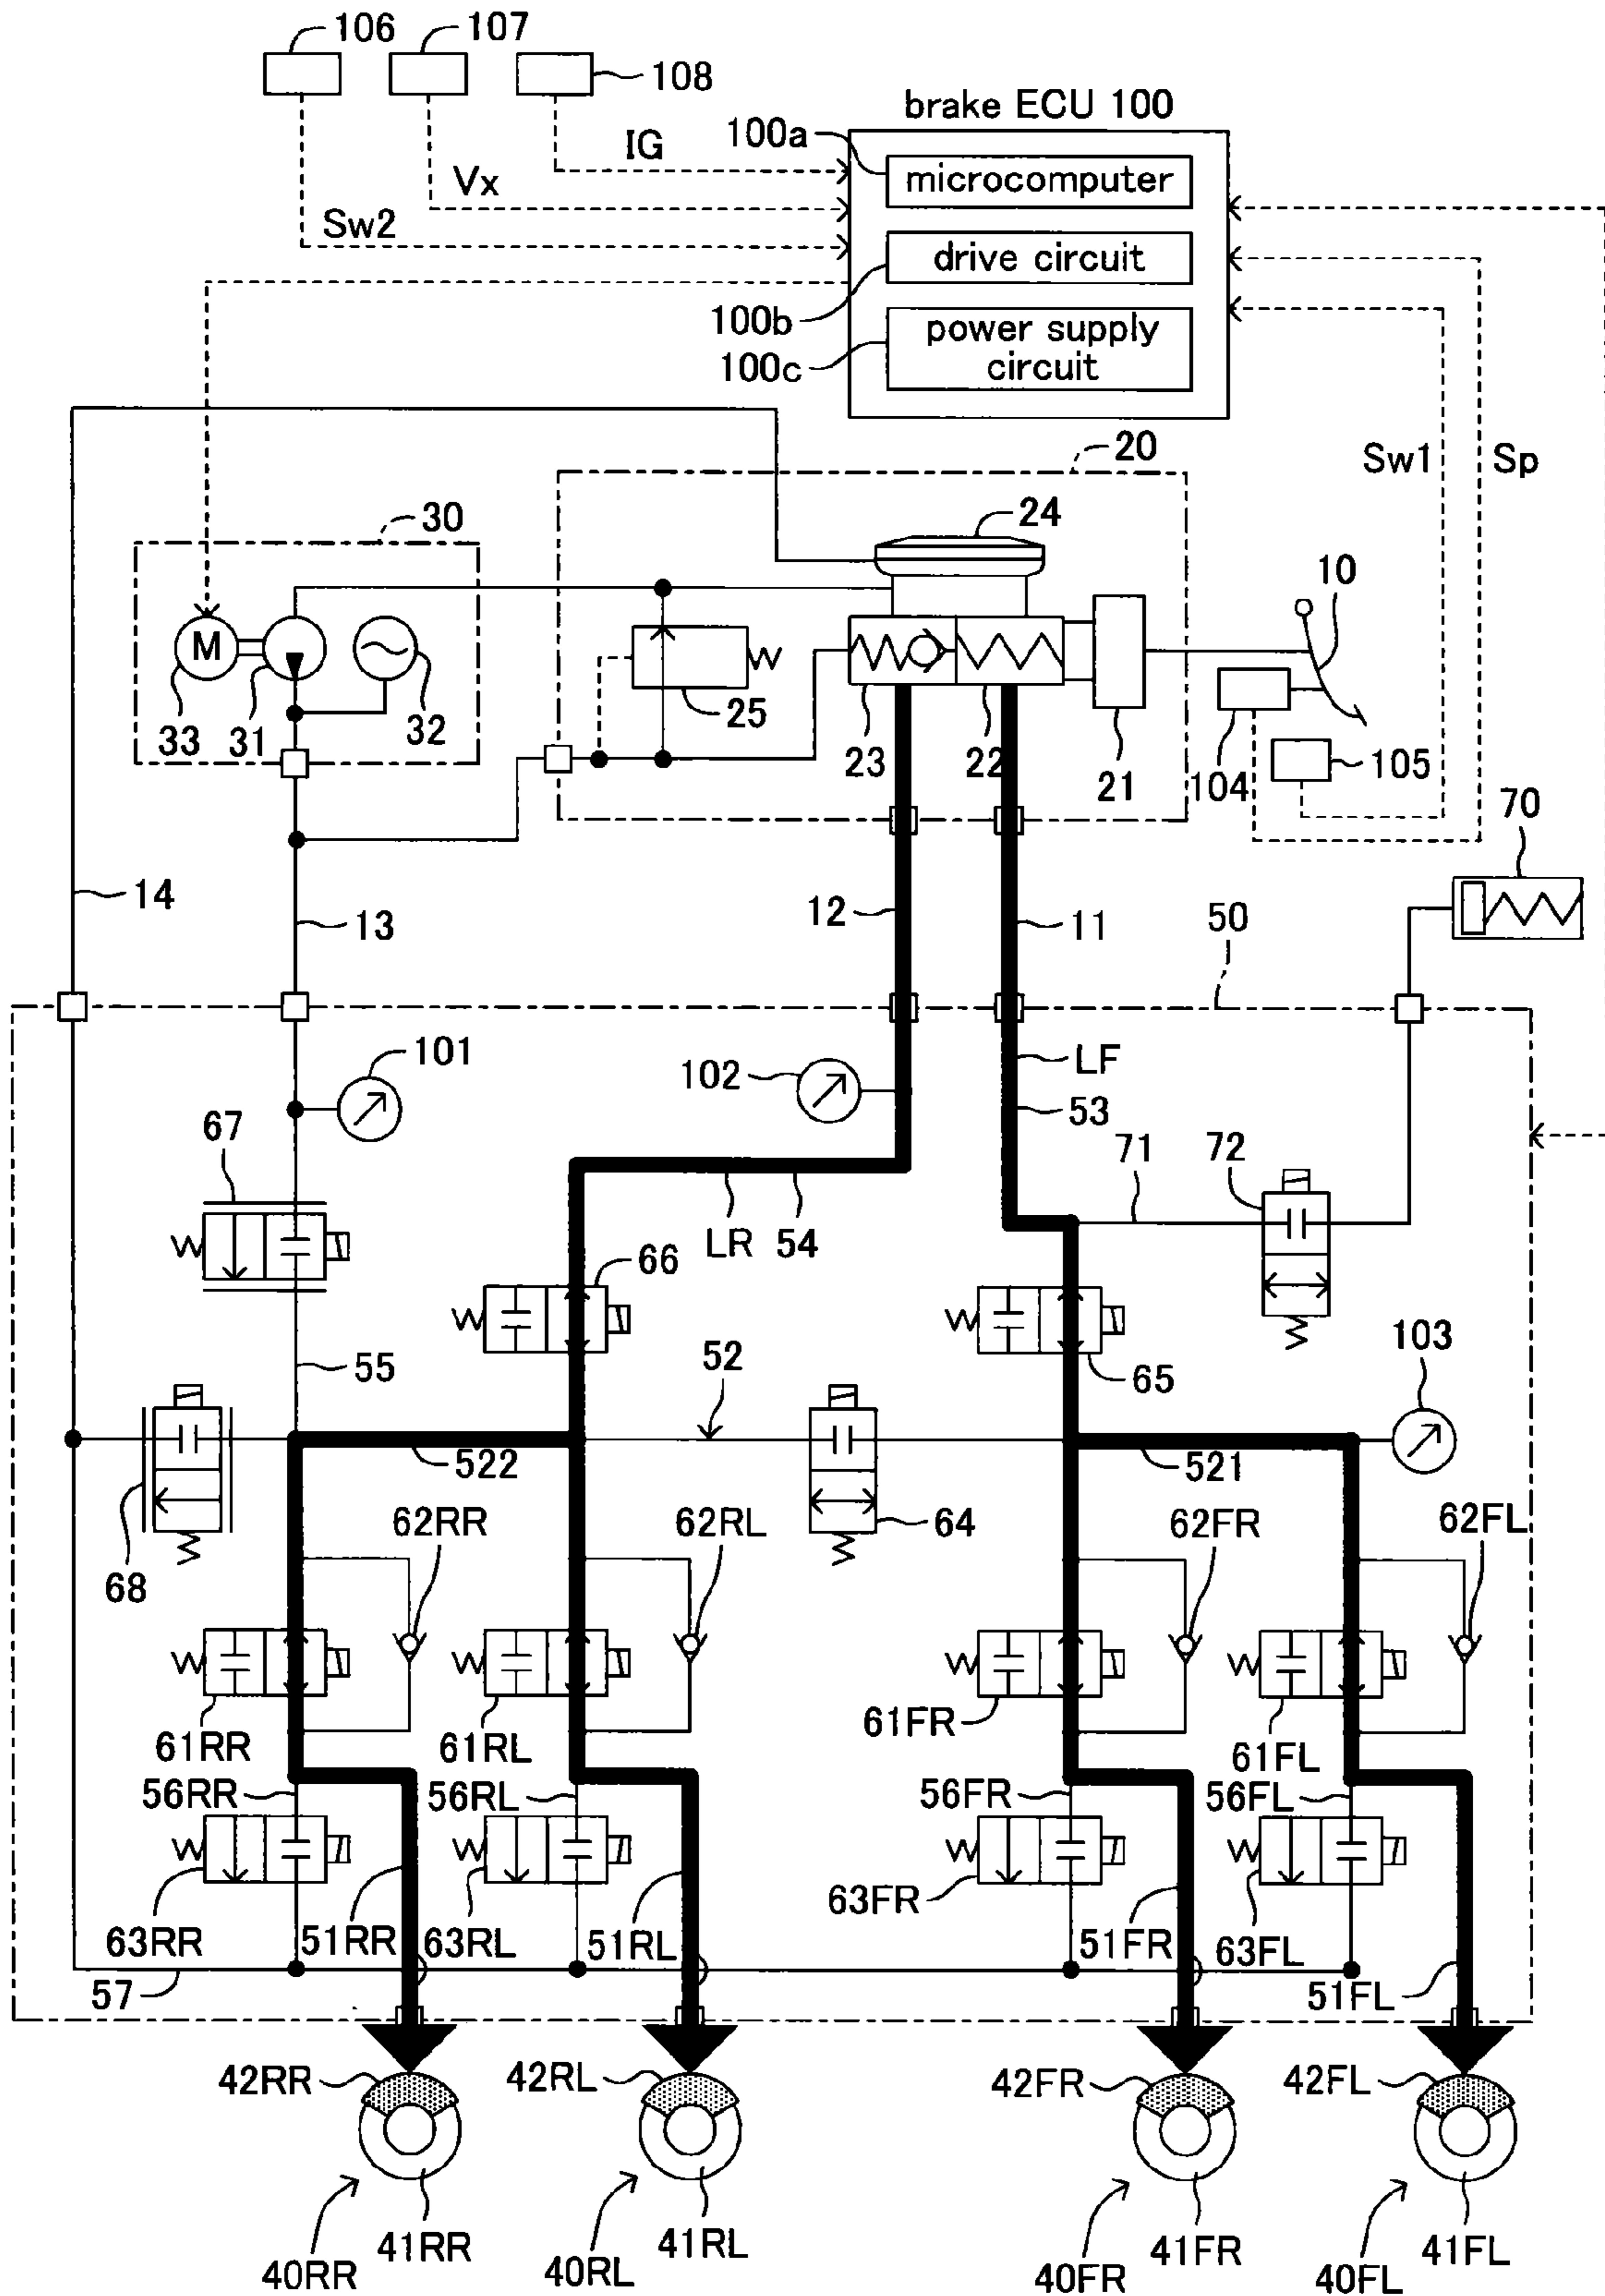 106
107
108
brake ECU 100
100a
IG
microcomputer
Vx
Sw2
drive circuit
100b
power supply
circuit
100c
20
Sw1
Sp
30
24
10
M
33
31
32
25
23
22
21
104
105
70
14
13
12
11
50
101
102
LF
53
67
71
72
LR
54
66
55
52
65
103
522
521
68
62RR
62RL
64
62FR
62FL
61RR
61RL
61FR
61FL
56RR
56RL
56FR
56FL
63RR
51RR
63RL
51RL
63FR
51FR
63FL
51FL
57
42RR
42RL
42FR
42FL
40RR
41RR
40RL
41RL
40FR
41FR
40FL
41FL